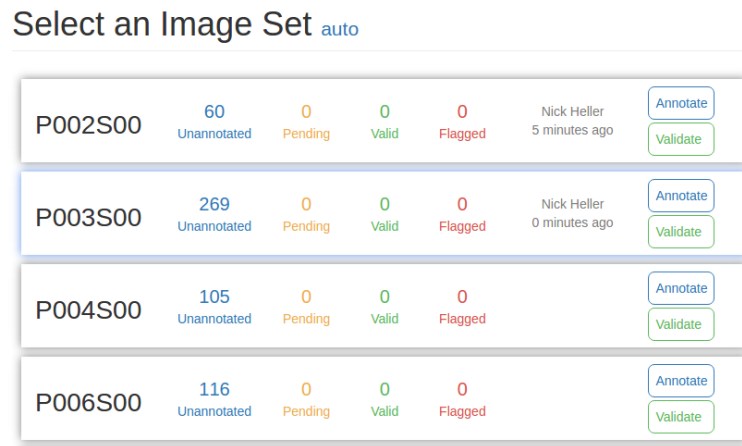 Select an Image Set auto
P002S00
60
Unannotated
0
Pending
0
Valid
0
Flagged
Nick Heller
5 minutes ago
Annotate
Validate
P003S00
269
Unannotated
0
Pending
0
Valid
0
Flagged
Nick Heller
0 minutes ago
Annotate
Validate
P004S00
105
Unannotated
0
Pending
0
Valid
0
Flagged
Annotate
Validate
P006S00
116
Unannotated
0
Pending
0
Valid
0
Flagged
Annotate
Validate